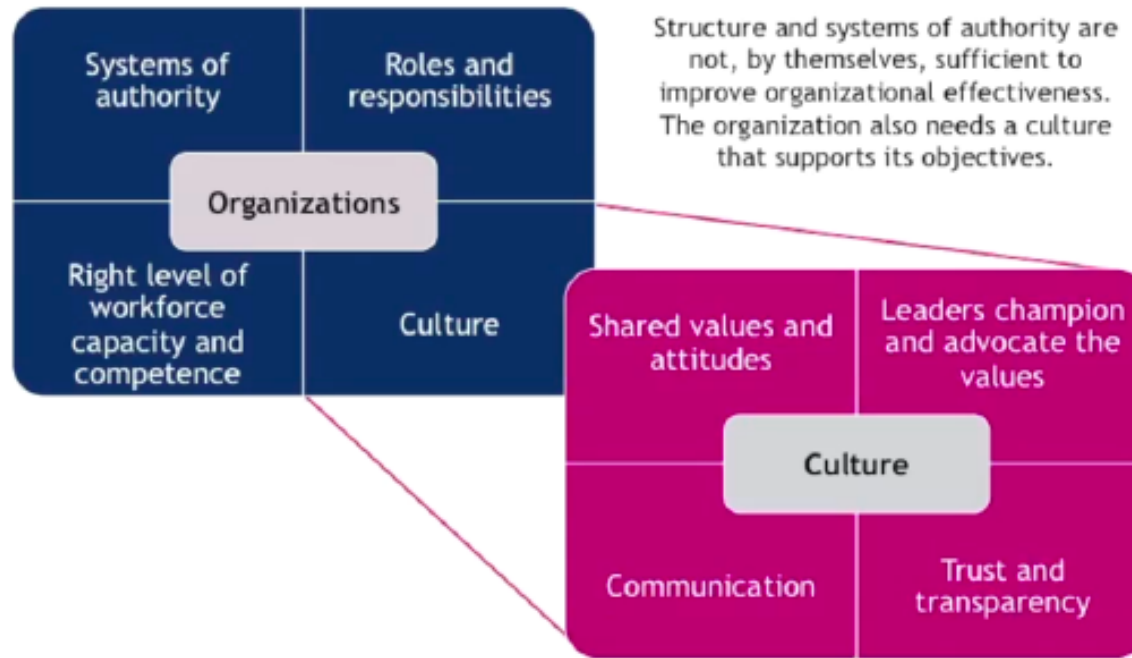 Systems of
authority
Roles and
responsibilities
Organizations
Right level of
workforce
capacity and
competence
Culture
Structure and systems of authority are
not, by themselves, sufficient to
improve organizational effectiveness.
The organization also needs a culture
that supports its objectives.
Shared values and
attitudes
Leaders champion
and advocate the
values
Culture
Communication
Trust and
transparency